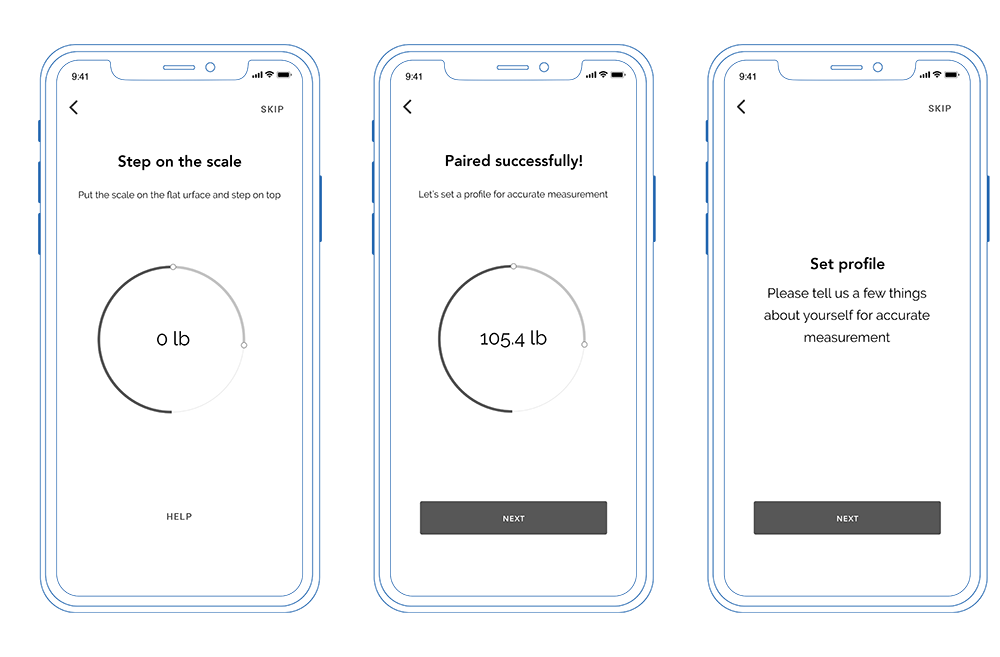 9:41
SKIP
Step on the scale
Put the scale on the flat urface and step on top
0 lb
HELP
9:41
Paired successfully!
Let's set a profile for accurate measurement
105.4 lb
NEXT
9:41
SKIP
Set profile
Please tell us a few things
about yourself for accurate
measurement
NEXT